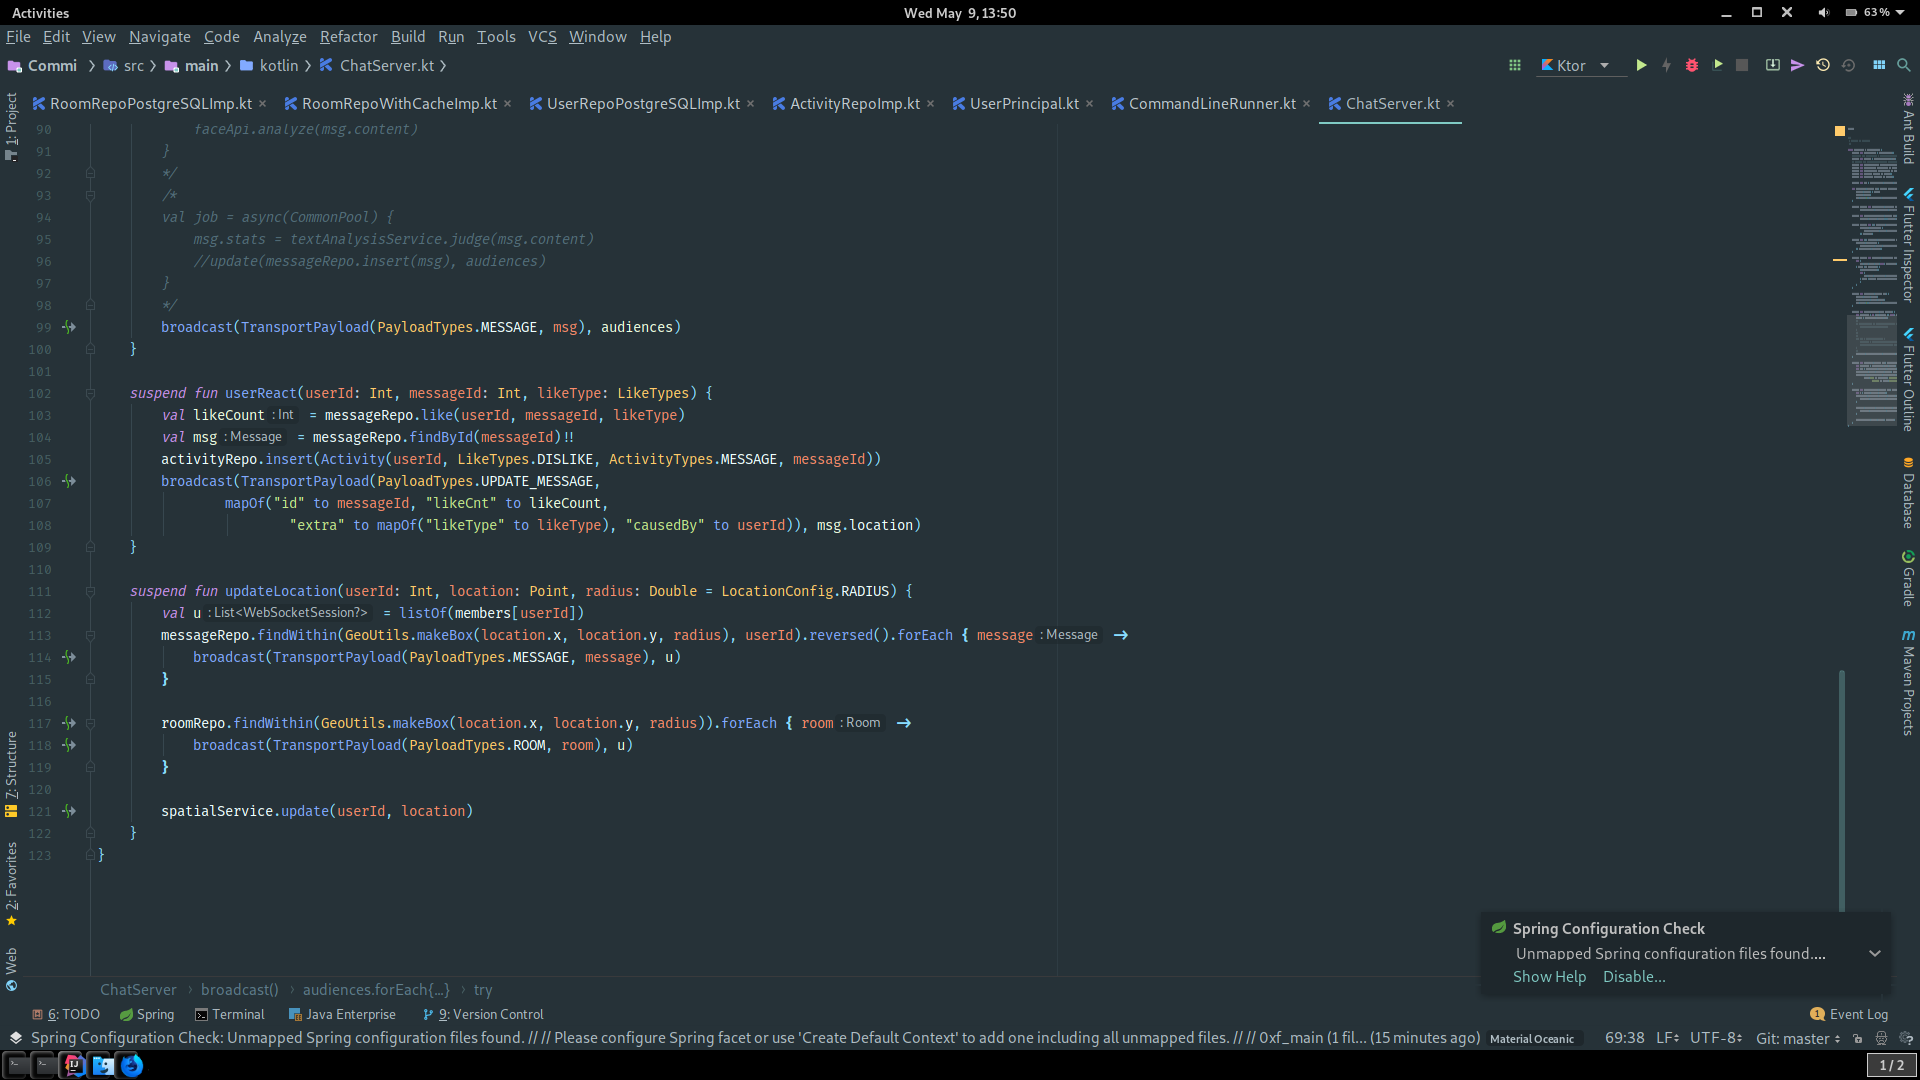 Activities
Wed May 9, 13:50
63 %
File Edit View Navigate Code Analyze Refactor Build Run Tools VCS Window Help
Commi src main kotlin ChatServer.kt
Ktor
RoomRepoPostgreSQLImp.kt RoomRepoWithCacheImp.kt UserRepoPostgreSQLImp.kt ActivityRepoImp.kt UserPrincipal.kt CommandLineRunner.kt ChatServer.kt
1: Project
7: Structure
2: Favorites
Web
90 faceApi.analyze(msg.content)
91 }
92 */
93 /*
94 val job = async(CommonPool) {
95 msg.stats = textAnalysisService.judge(msg.content)
96 //update(messageRepo.insert(msg), audiences)
97 }
98 */
99 broadcast(TransportPayload(PayloadTypes.MESSAGE, msg), audiences)
100 }
101
102 suspend fun userReact(userId: Int, messageId: Int, likeType: LikeTypes) {
103 val likeCount : Int = messageRepo.like(userId, messageId, likeType)
104 val msg : Message = messageRepo.findById(messageId)!!
105 activityRepo.insert(Activity(userId, LikeTypes.DISLIKE, ActivityTypes.MESSAGE, messageId))
106 broadcast(TransportPayload(PayloadTypes.UPDATE_MESSAGE,
107 mapOf("id" to messageId, "likeCnt" to likeCount,
108 "extra" to mapOf("likeType" to likeType), "causedBy" to userId)), msg.location)
109 }
110
111 suspend fun updateLocation(userId: Int, location: Point, radius: Double = LocationConfig.RADIUS) {
112 val u : List<WebSocketSession?> = listOf(members[userId])
113 messageRepo.findWithin(GeoUtils.makeBox(location.x, location.y, radius), userId).reversed().forEach { message : Message →
114 broadcast(TransportPayload(PayloadTypes.MESSAGE, message), u)
115 }
116
117 roomRepo.findWithin(GeoUtils.makeBox(location.x, location.y, radius)).forEach { room : Room →
118 broadcast(TransportPayload(PayloadTypes.ROOM, room), u)
119 }
120
121 spatialService.update(userId, location)
122 }
123 }
Ant Build
Flutter Inspector
Flutter Outline
Database
Gradle
Maven Projects
Spring Configuration Check
Unmapped Spring configuration files found....
Show Help Disable...
ChatServer › broadcast() › audiences.forEach{...} › try
6: TODO Spring Terminal Java Enterprise 9: Version Control
1 Event Log
Spring Configuration Check: Unmapped Spring configuration files found. // // Please configure Spring facet or use 'Create Default Context' to add one including all unmapped files. // // 0xf_main (1 fil... (15 minutes ago) Material Oceanic 69:38 LF UTF-8 Git: master
1 / 2